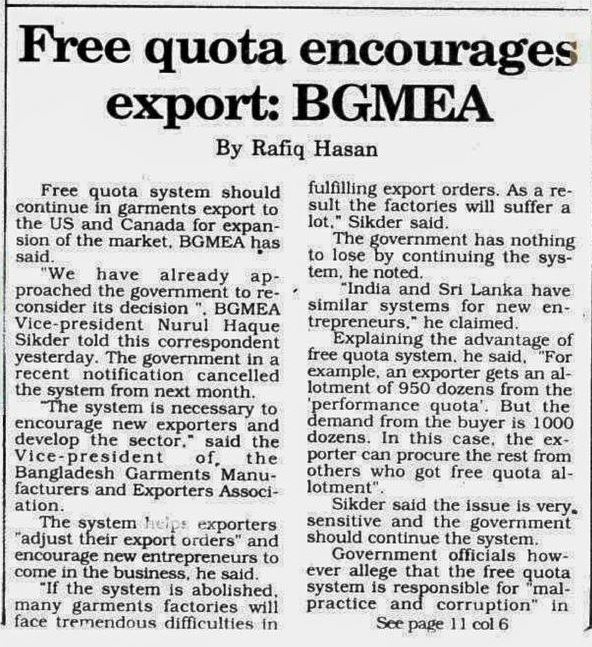 Free quota encourages
export: BGMEA
By Rafiq Hasan
Free quota system should
continue in garments export to
the US and Canada for expan-
sion of the market, BGMEA has
said.
"We have already ap-
proached the government to re-
consider its decision ", BGMEA
Vice-president Nurul Haque
Sikder told this correspondent
yesterday. The government in a
recent notification cancelled
the system from next month.
"The system is necessary to
encourage new exporters and
develop the sector," said the
Vice-president of the
Bangladesh Garments Manu-
facturers and Exporters Associ-
ation.
The system helps exporters
"adjust their export orders" and
encourage new entrepreneurs to
come in the business, he said.
"If the system is abolished,
many garments factories will
face tremendous difficulties in
fulfilling export orders. As a re-
sult the factories will suffer a
lot," Sikder said.
The government has nothing
to lose by continuing the sys-
tem, he noted.
"India and Sri Lanka have
similar systems for new en-
trepreneurs," he claimed.
Explaining the advantage of
free quota system, he said, "For
example, an exporter gets an al-
lotment of 950 dozens from the
'performance quota'. But the
demand from the buyer is 1000
dozens. In this case, the ex-
porter can procure the rest from
others who got free quota al-
lotment".
Sikder said the issue is very
sensitive and the government
should continue the system.
Government officials how-
ever allege that the free quota
system is responsible for "mal-
practice and corruption" in
See page 11 col 6